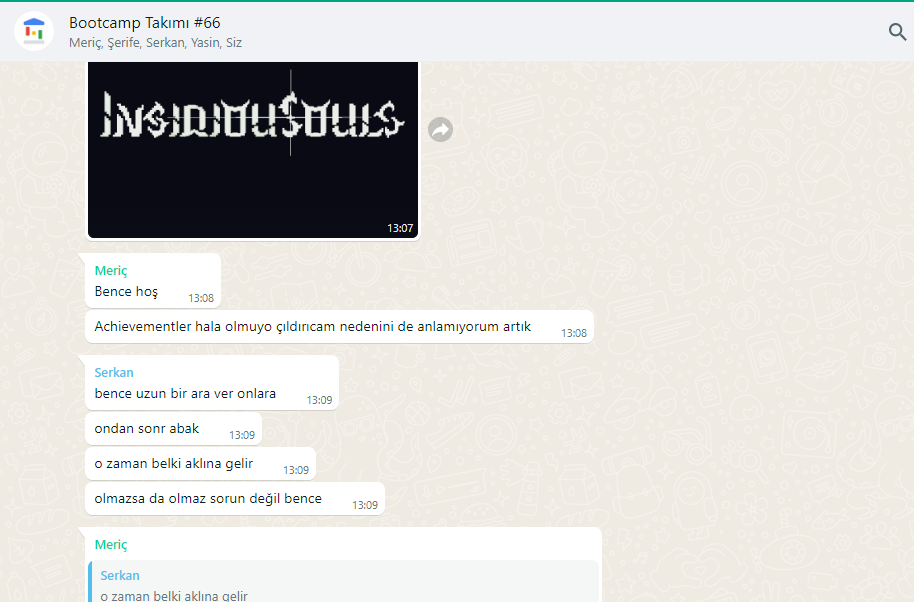 Bootcamp Takımı #66
Meriç, Şerife, Serkan, Yasin, Siz
InsidiouSouls
13:07
Meriç
Bence hoş 13:08
Achievementler hala olmuyo çıldırıcam nedenini de anlamıyorum artık 13:08
Serkan
bence uzun bir ara ver onlara 13:09
ondan sonr abak 13:09
o zaman belki aklına gelir 13:09
olmazsa da olmaz sorun değil bence 13:09
Meriç
Serkan
o zaman belki aklına gelir